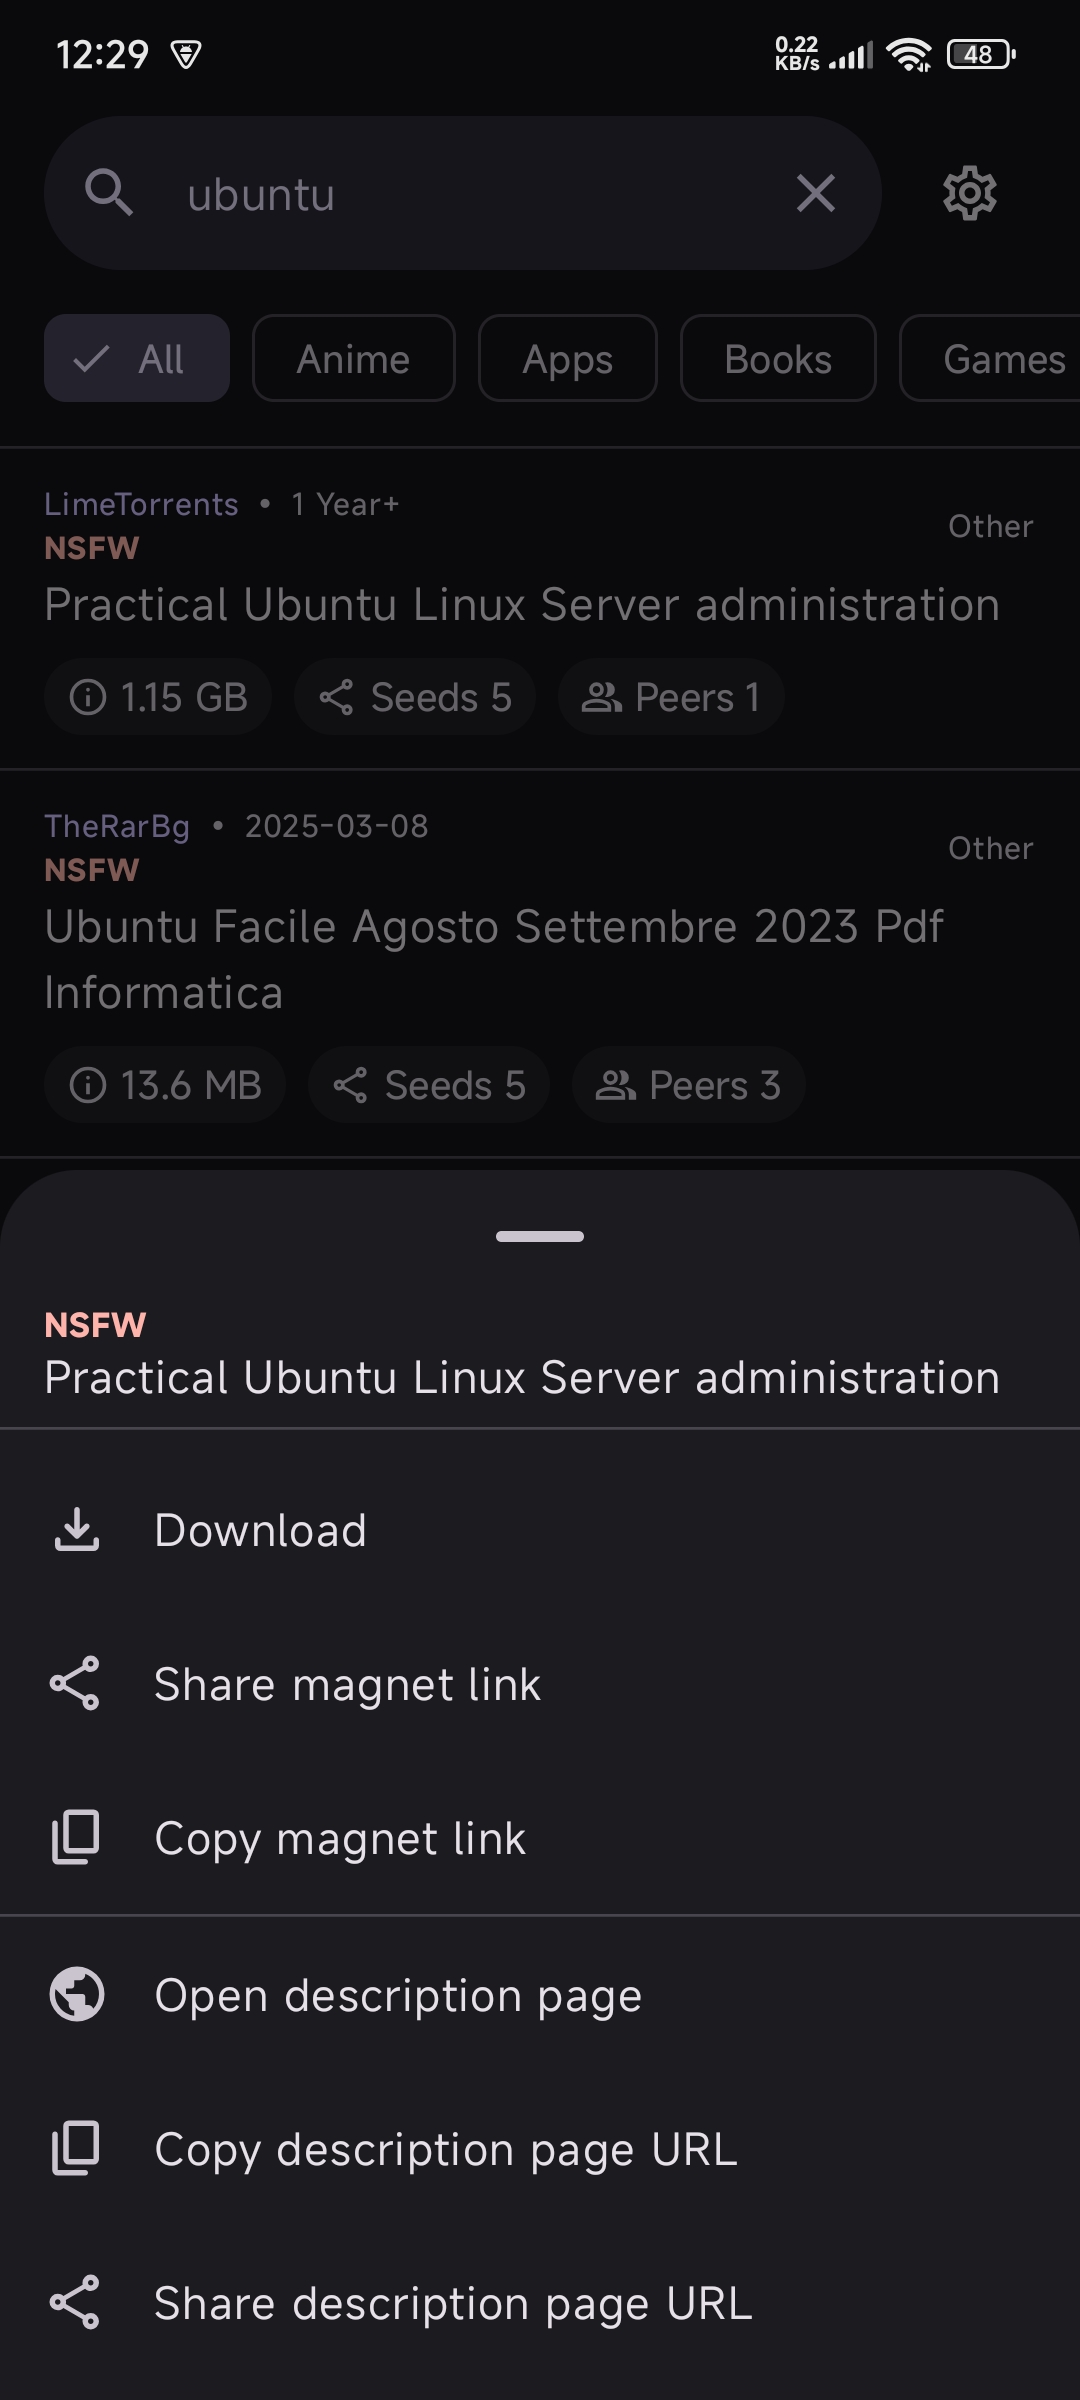 12:29
0.22
KB/s
48
ubuntu
All
Anime
Apps
Books
Games
LimeTorrents • 1 Year+
Other
NSFW
Practical Ubuntu Linux Server administration
1.15 GB
Seeds 5
Peers 1
TheRarBg • 2025-03-08
Other
NSFW
Ubuntu Facile Agosto Settembre 2023 Pdf
Informatica
13.6 MB
Seeds 5
Peers 3
NSFW
Practical Ubuntu Linux Server administration
Download
Share magnet link
Copy magnet link
Open description page
Copy description page URL
Share description page URL